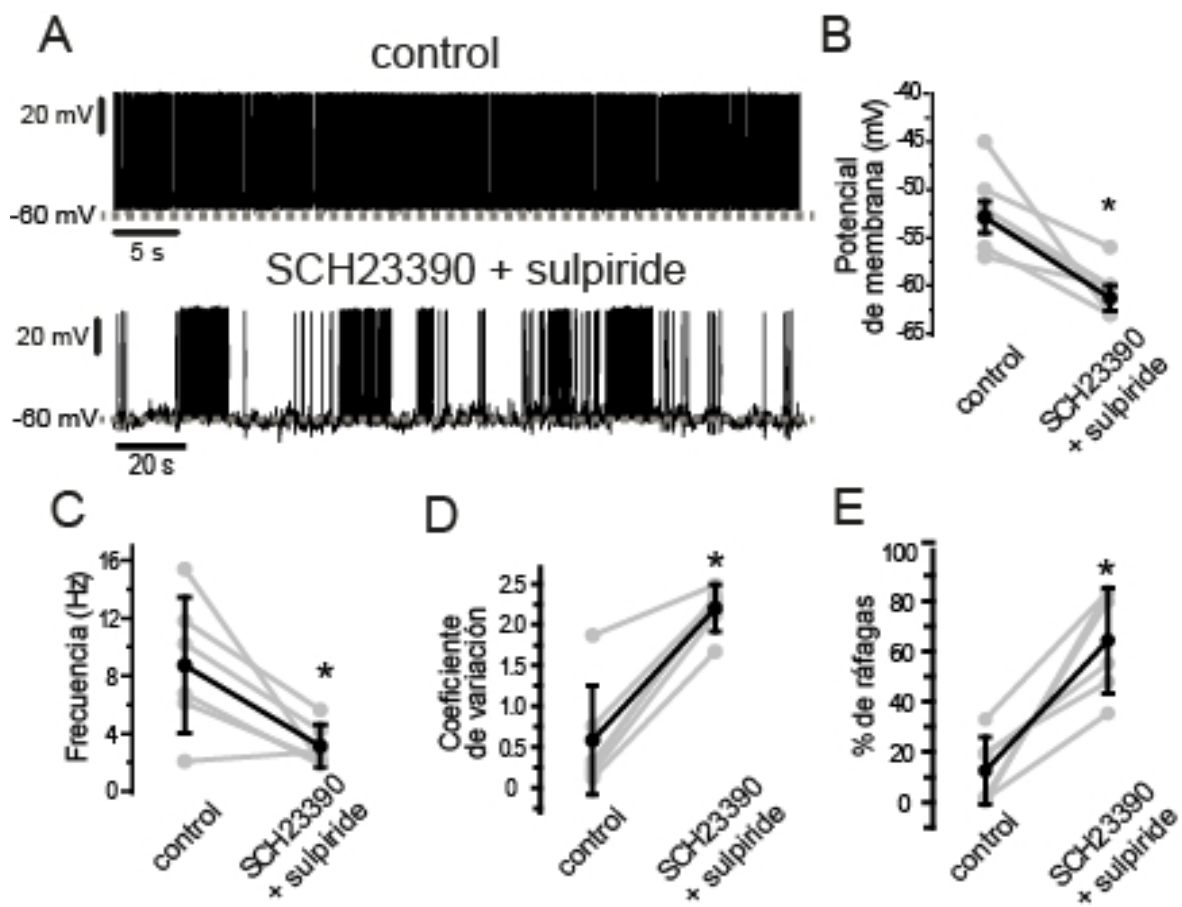 A
control
20 mV
-60 mV
5 s
SCH23390 + sulpiride
20 mV
-60 mV
20 s
B
Potencial
de membrana (mV)
-40
-45
-50
-55
-60
-65
*
control
SCH23390
+ sulpiride
C
Frecuencia (Hz)
16
12
8
4
0
*
control
SCH23390
+ sulpiride
D
Coeficiente
de variación
2.5
2.0
1.5
1.0
0.5
0
*
control
SCH23390
+ sulpiride
E
% de ráfagas
100
80
60
40
20
0
*
control
SCH23390
+ sulpiride